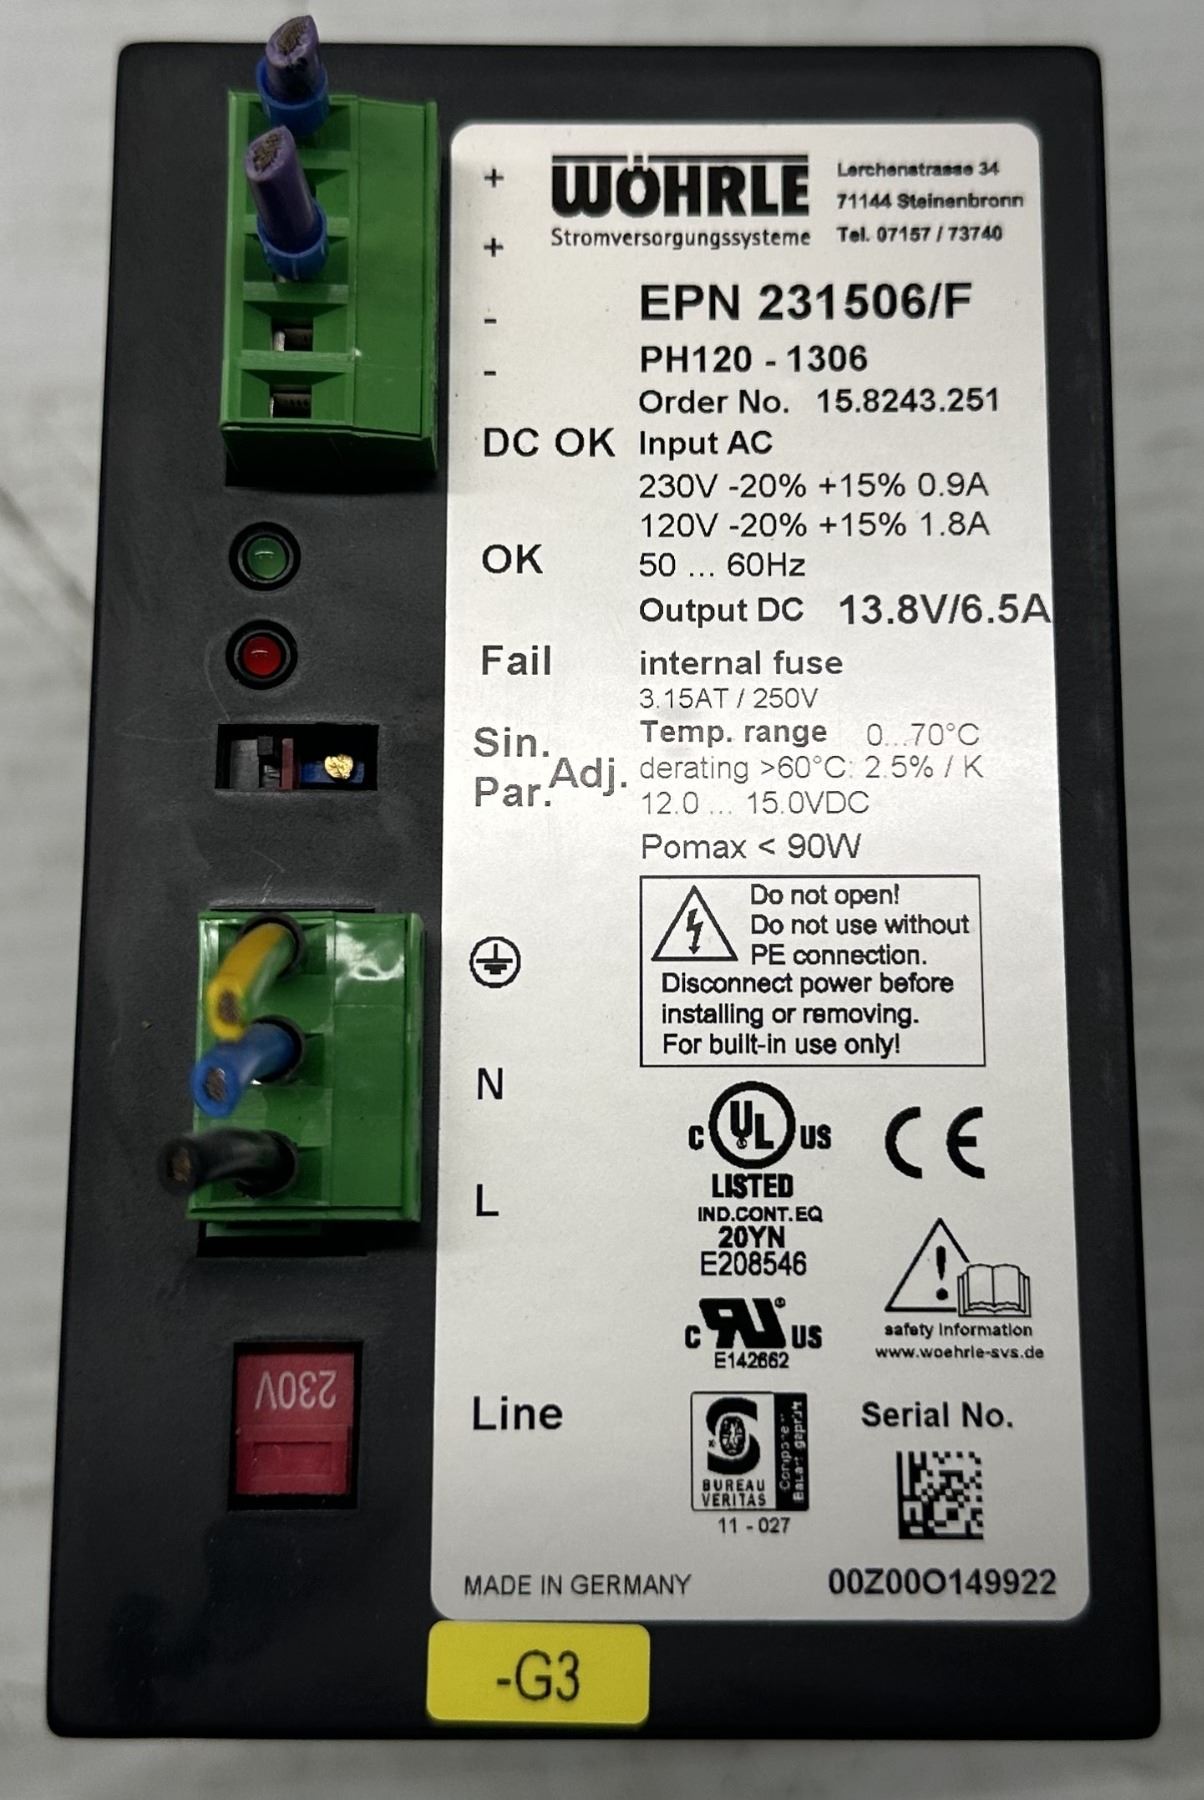 WÖHRLE
Stromversorgungssysteme
Lerchenstrasse 34
71144 Steinenbronn
Tel. 07157 / 73740
+
+
-
-
EPN 231506/F
PH120 - 1306
Order No. 15.8243.251
DC OK
Input AC
230V -20% +15% 0.9A
120V -20% +15% 1.8A
OK
50 ... 60Hz
Output DC 13.8V/6.5A
Fail
internal fuse
3.15AT / 250V
Sin.
Par.
Adj.
Temp. range 0...70°C
derating >60°C: 2.5% / K
12.0 ... 15.0VDC
Pomax < 90W
Do not open!
Do not use without
PE connection.
Disconnect power before
installing or removing.
For built-in use only!
N
L
C UL US
LISTED
IND.CONT.EQ
20YN
E208546
CE
C RU® US
E142662
safety information
www.woehrle-svs.de
230V
Line
BUREAU
VERITAS
11 - 027
Serial No.
MADE IN GERMANY
00Z00O149922
-G3